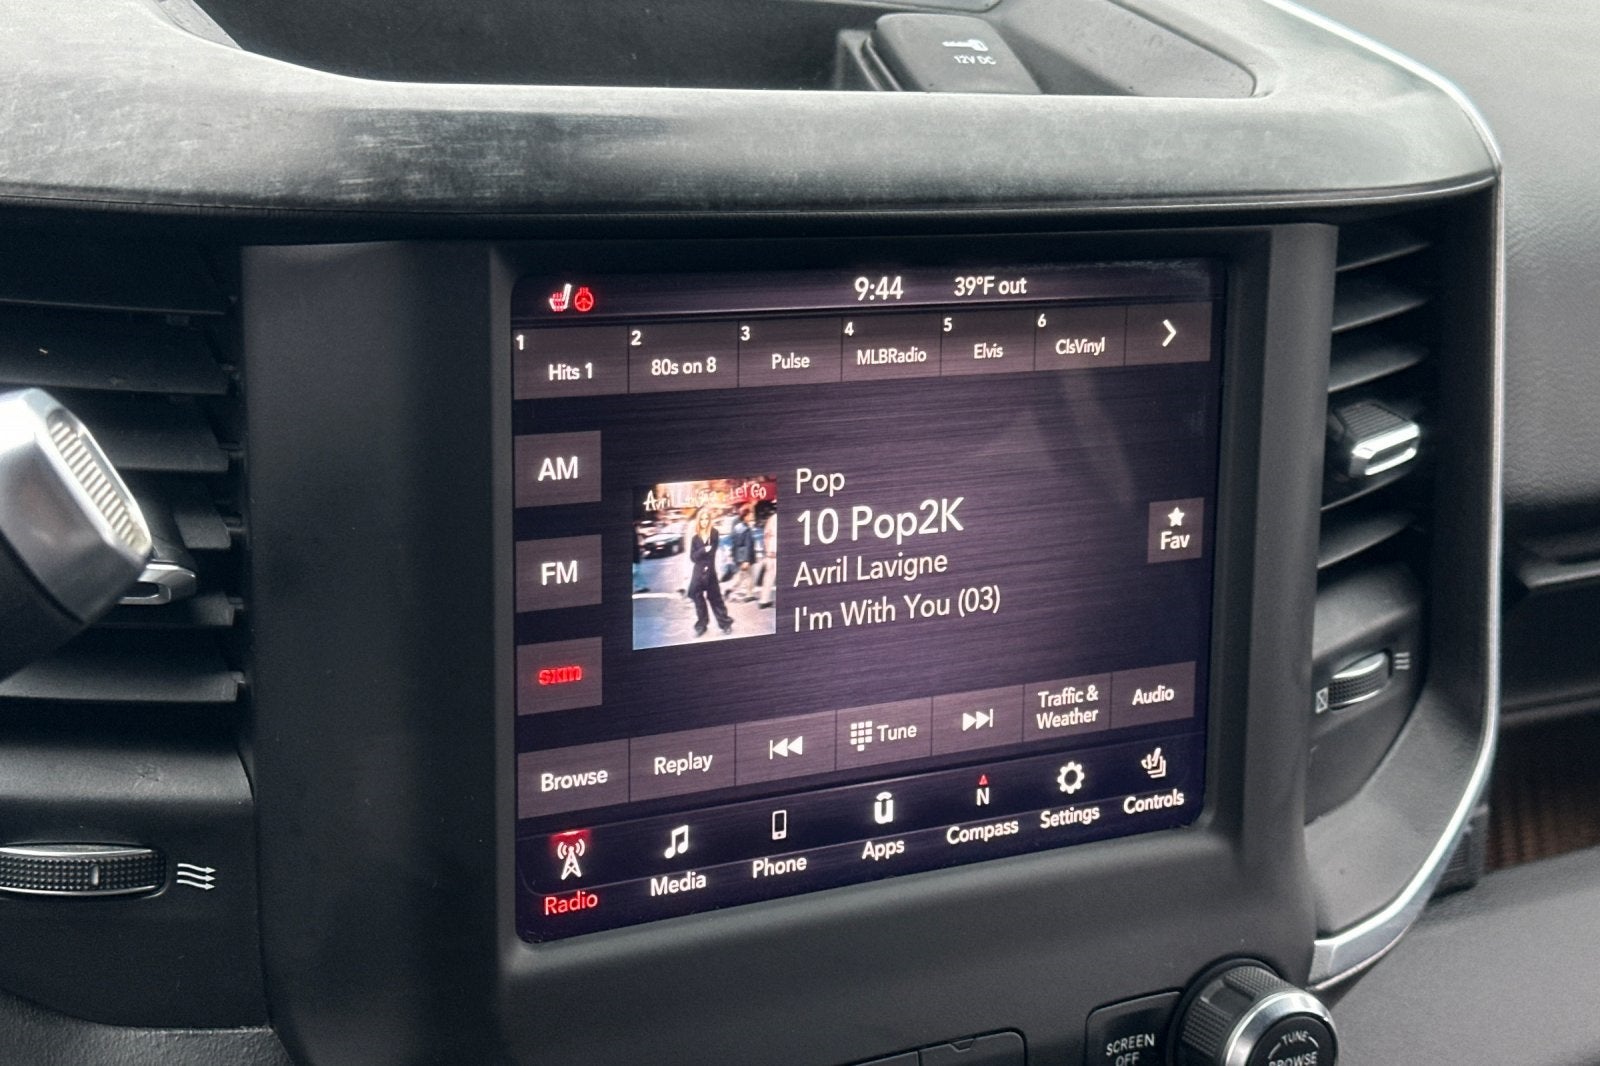 12V DC
9:44 39°F out
1 Hits 1
2 80s on 8
3 Pulse
4 MLBRadio
5 Elvis
6 ClsVinyl
AM
FM
sxm
Avril Lavigne Let Go
Pop
10 Pop2K
Avril Lavigne
I'm With You (03)
Fav
Browse
Replay
Tune
Traffic &
Weather
Audio
Radio
Media
Phone
Apps
N
Compass
Settings
Controls
SCREEN
OFF
TUNE
BROWSE